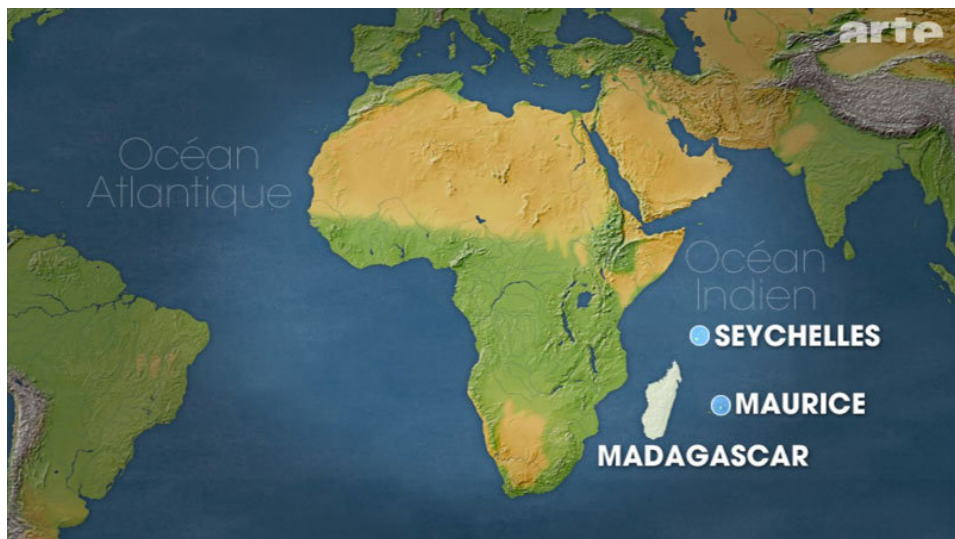 arte
Océan
Atlantique
Océan
Indien
SEYCHELLES
MAURICE
MADAGASCAR